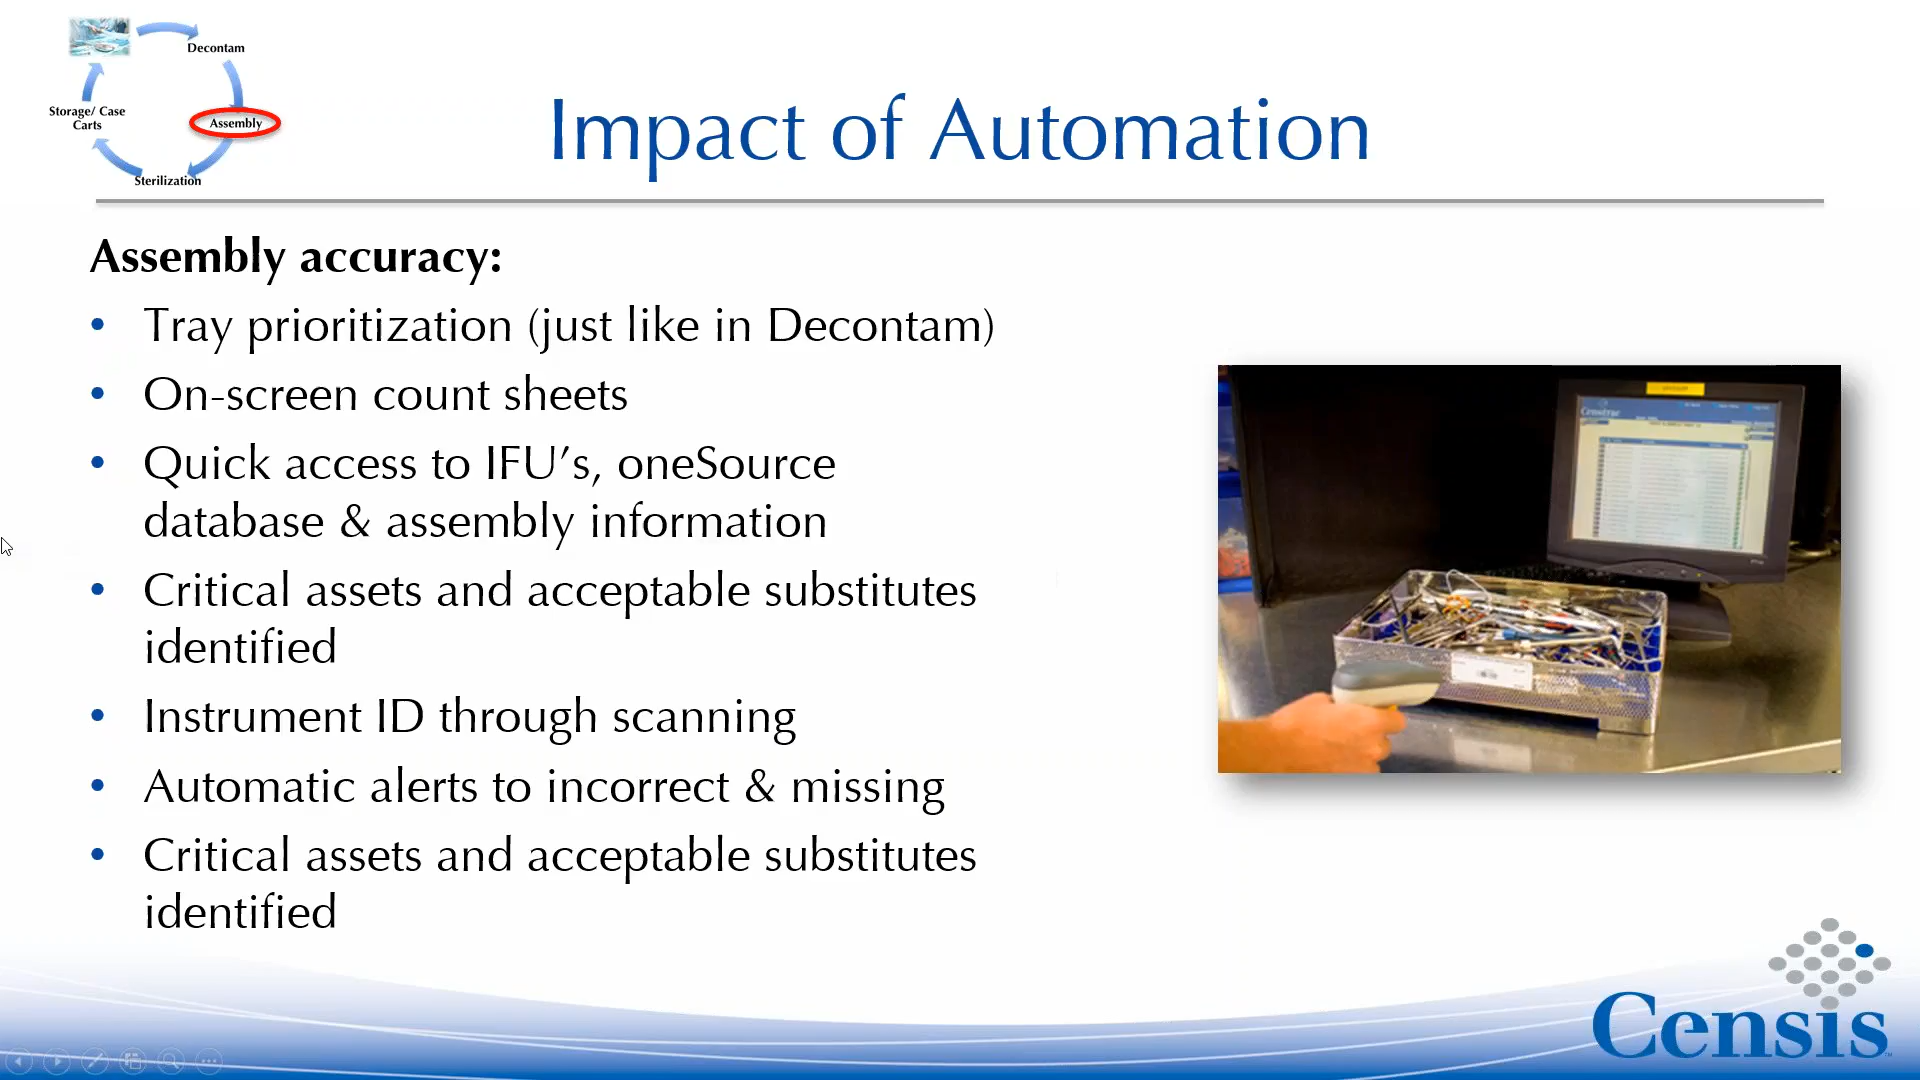 Decontam
Storage/ Case
Carts
Assembly
Sterilization
Impact of Automation
Assembly accuracy:
• Tray prioritization (just like in Decontam)
• On-screen count sheets
• Quick access to IFU’s, oneSource
database & assembly information
• Critical assets and acceptable substitutes
identified
• Instrument ID through scanning
• Automatic alerts to incorrect & missing
• Critical assets and acceptable substitutes
identified
Censitrac
Censis